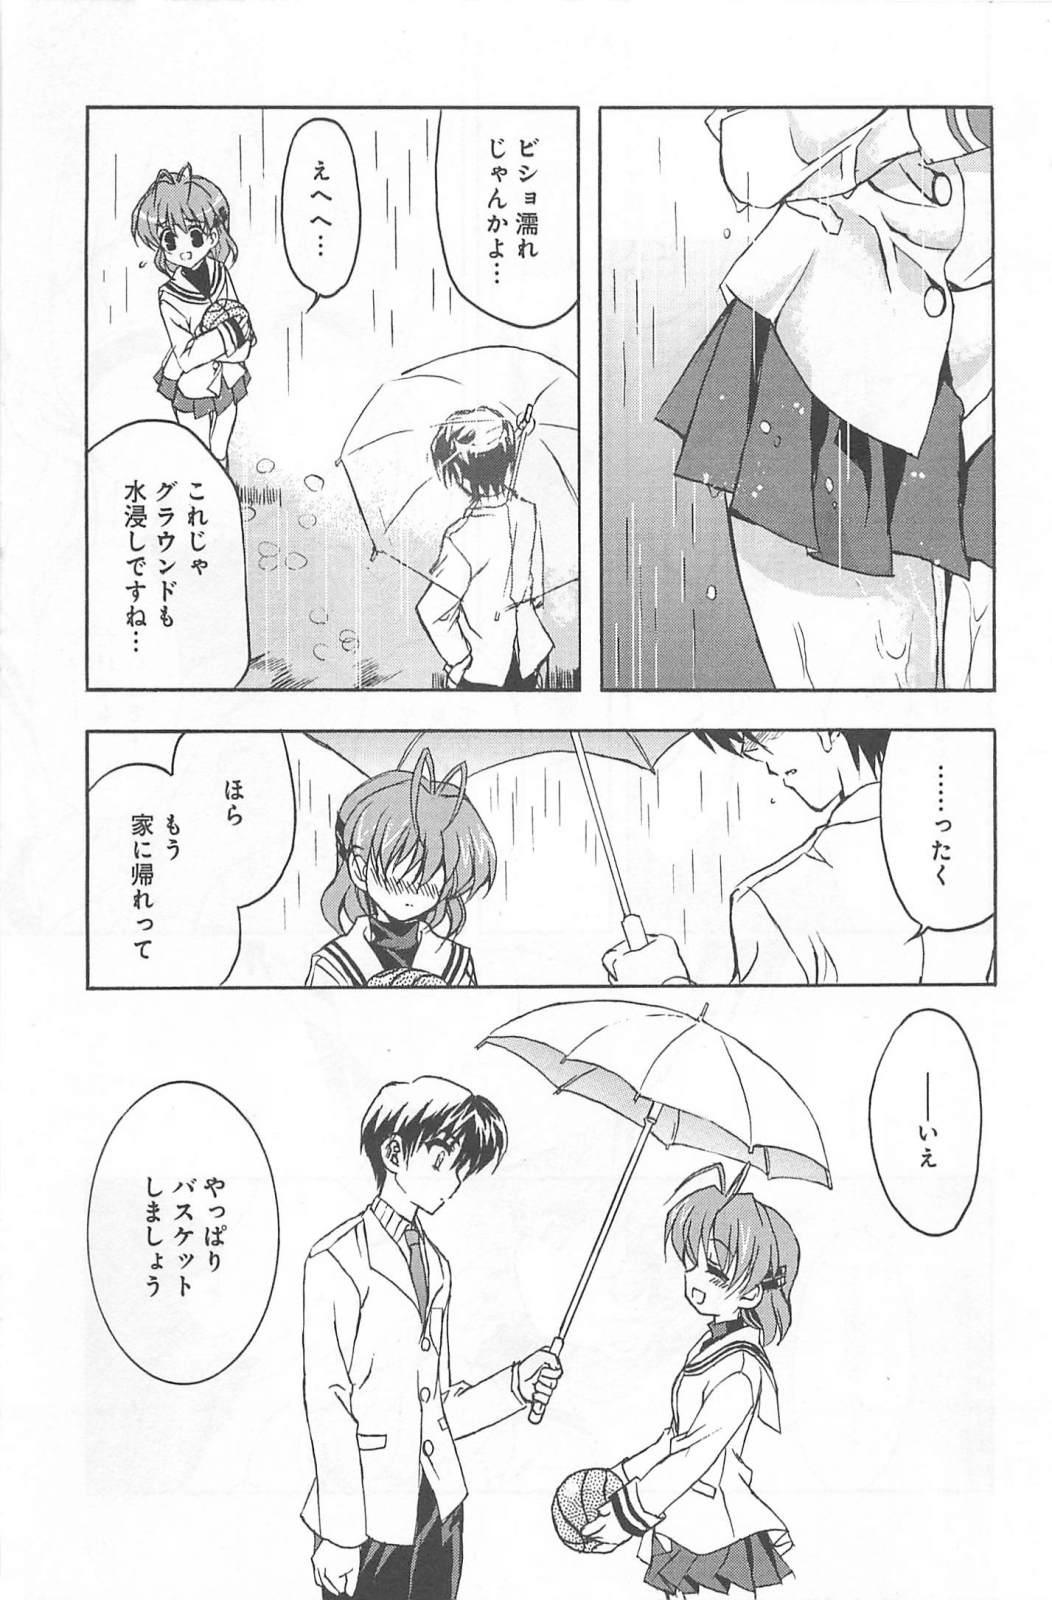 ビショ濡れ
じゃんかよ…
えへへ…
これじゃ
グラウンドも
水浸しですね…
………ったく
ほら
もう
家に帰れって
──いえ
やっぱり
バスケット
しましょう